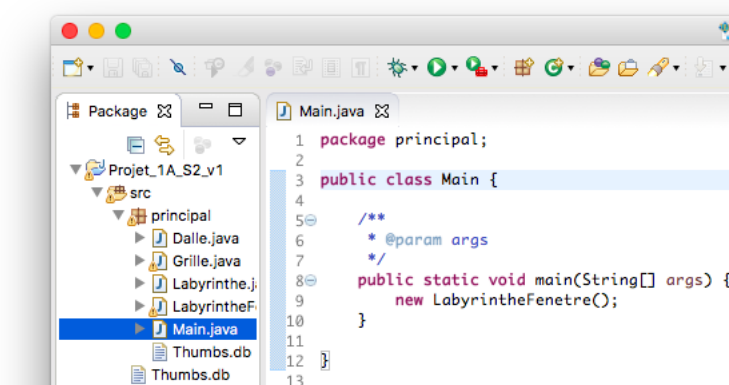 Package
Main.java
Projet_1A_S2_v1
src
principal
Dalle.java
Grille.java
Labyrinthe.j
LabyrintheF
Main.java
Thumbs.db
Thumbs.db
1 package principal;
2
3 public class Main {
4
5 /**
6 * @param args
7 */
8 public static void main(String[] args) {
9 new LabyrintheFenetre();
10 }
11
12 }
13